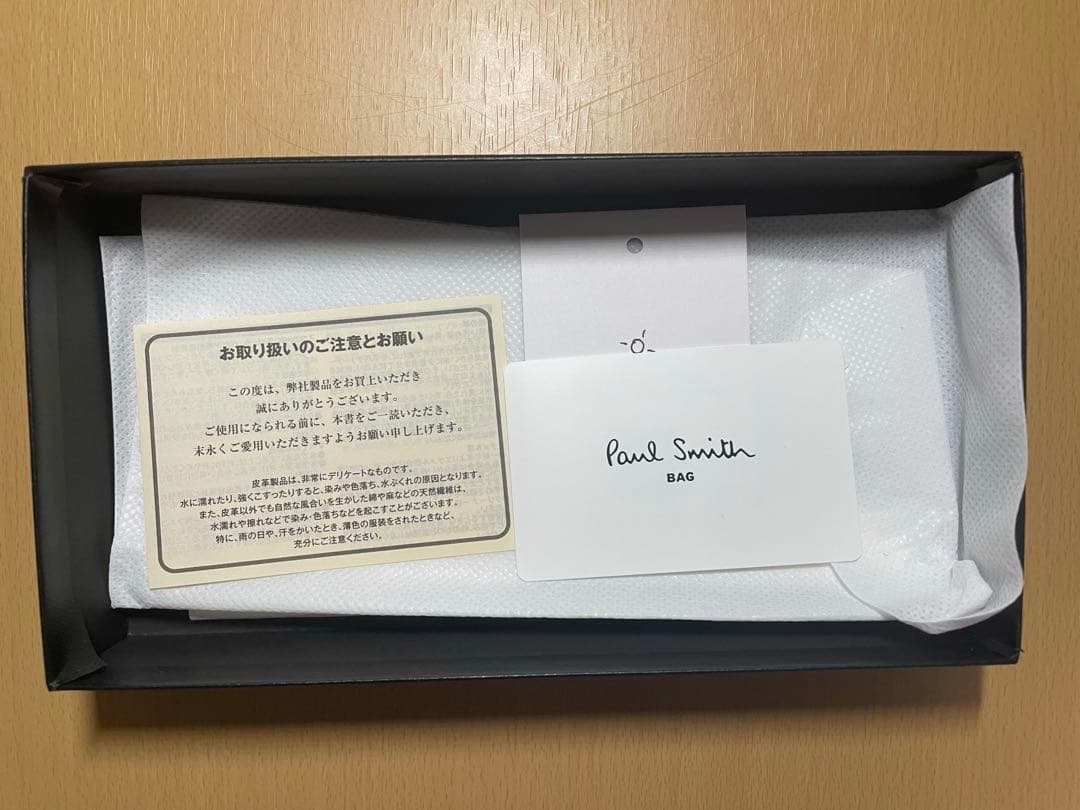 お取り扱いのご注意とお願い
この度は、弊社製品をお買上いただき
誠にありがとうございます。
ご使用になられる前に、本書をご一読いただき、
末永くご愛用いただきますようお願い申し上げます。
皮革製品は、非常にデリケートなものです。
水に濡れたり、強くこすったりすると、染みや色落ち、水ぶくれの原因となります。
また、皮革以外でも自然な風合いを生かした綿や麻などの天然繊維は、
水濡れや擦れなどで染み・色落ちなどを起こすことがございます。
特に、雨の日や、汗をかいたとき、薄色の服装をされたときなど、
充分にご注意ください。
Paul Smith
BAG